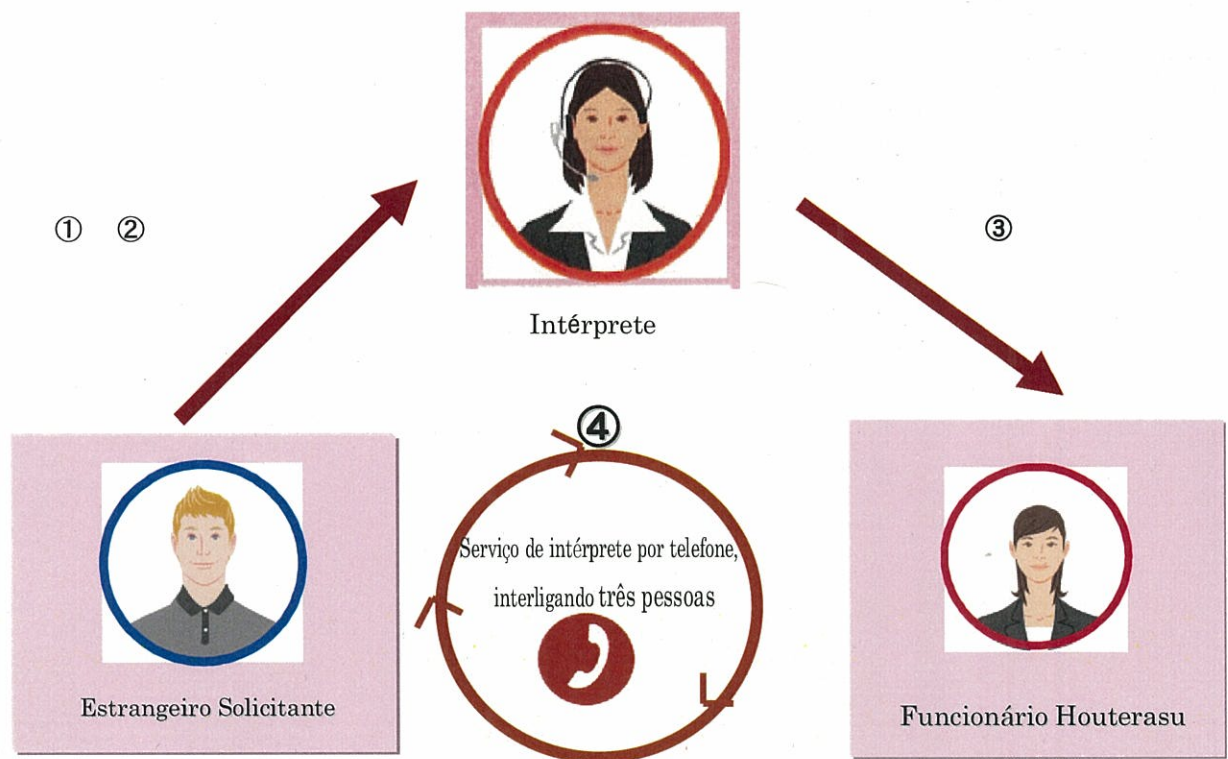 ① ②
③
Intérprete
④
Serviço de intérprete por telefone,
interligando três pessoas
Estrangeiro Solicitante
Funcionário Houterasu